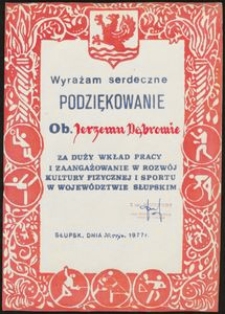 Wyrażam serdeczne
PODZIĘKOWANIE
Ob. Jerzemu Dąbrowie
ZA DUŻY WKŁAD PRACY
I ZAANGAŻOWANIE W ROZWÓJ
KULTURY FIZYCZNEJ I SPORTU
W WOJEWÓDZTWIE SŁUPSKIM
SŁUPSK, DNIA 1977 r.